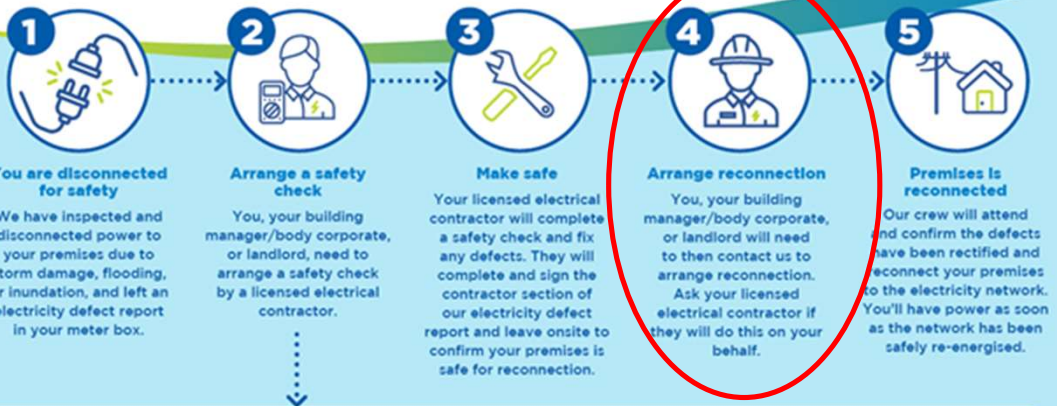 1
You are disconnected
for safety
We have inspected and
disconnected power to
your premises due to
storm damage, flooding,
or inundation, and left an
electricity defect report
in your meter box.
2
Arrange a safety
check
You, your building
manager/body corporate,
or landlord, need to
arrange a safety check
by a licensed electrical
contractor.
3
Make safe
Your licensed electrical
contractor will complete
a safety check and fix
any defects. They will
complete and sign the
contractor section of
our electricity defect
report and leave onsite to
confirm your premises is
safe for reconnection.
4
Arrange reconnection
You, your building
manager/body corporate,
or landlord will need
to then contact us to
arrange reconnection.
Ask your licensed
electrical contractor if
they will do this on your
behalf.
5
Premises is
reconnected
Our crew will attend
and confirm the defects
have been rectified and
reconnect your premises
to the electricity network.
You'll have power as soon
as the network has been
safely re-energised.